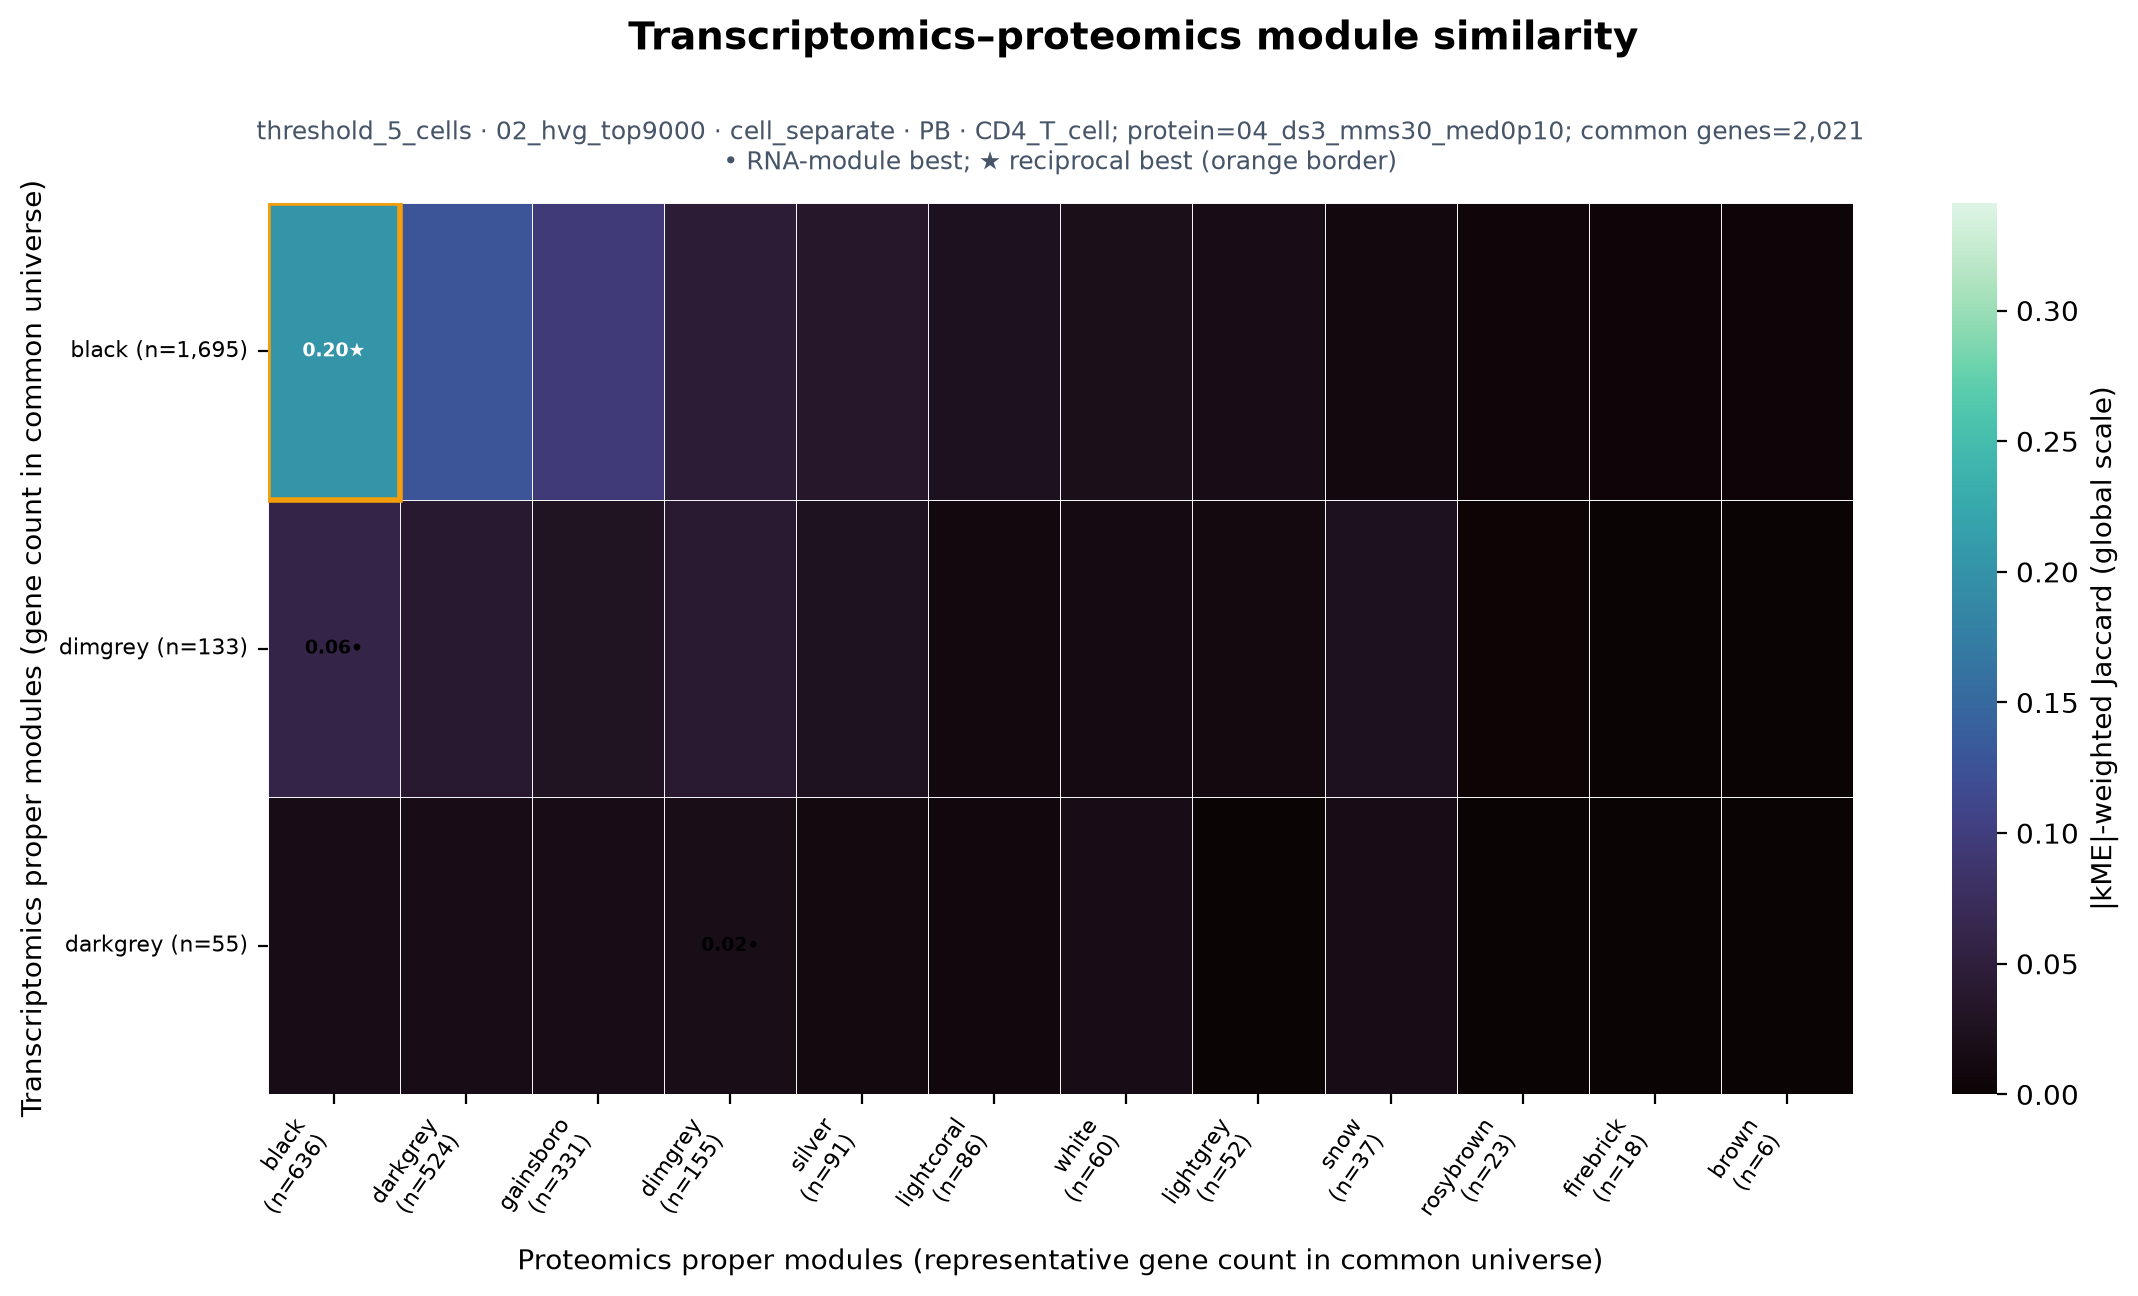 Transcriptomics–proteomics module similarity
threshold_5_cells · 02_hvg_top9000 · cell_separate · PB · CD4_T_cell; protein=04_ds3_mms30_med0p10; common genes=2,021
• RNA-module best; ★ reciprocal best (orange border)
Transcriptomics proper modules (gene count in common universe)
black (n=1,695)
dimgrey (n=133)
darkgrey (n=55)
0.20★
0.06•
0.02•
black
(n=636)
darkgrey
(n=524)
gainsboro
(n=331)
dimgrey
(n=155)
silver
(n=91)
lightcoral
(n=86)
white
(n=60)
lightgrey
(n=52)
snow
(n=37)
rosybrown
(n=23)
firebrick
(n=18)
brown
(n=6)
Proteomics proper modules (representative gene count in common universe)
0.30
0.25
0.20
0.15
0.10
0.05
0.00
|kME|-weighted Jaccard (global scale)